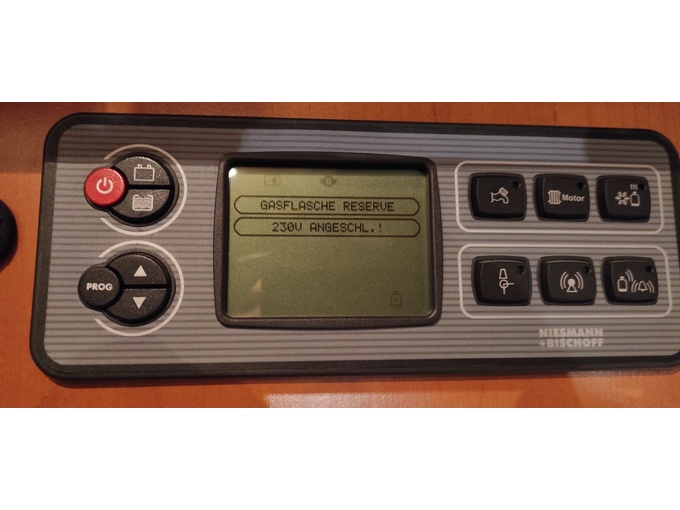 GASFLASCHE RESERVE
230V ANGESCHL.!
PROG
Motor
NIESMANN
+BISCHOFF